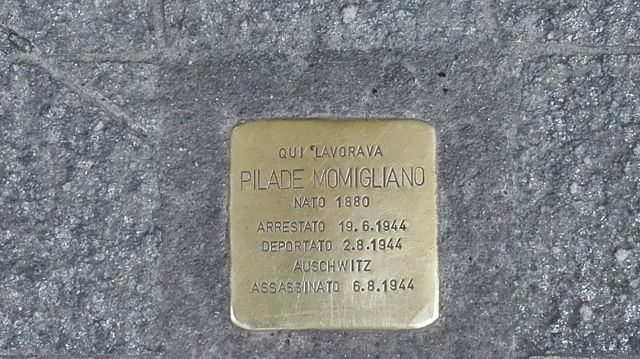 QUI LAVORAVA
PILADE MOMIGLIANO
NATO 1880
ARRESTATO 19.6.1944
DEPORTATO 2.8.1944
AUSCHWITZ
ASSASSINATO 6.8.1944